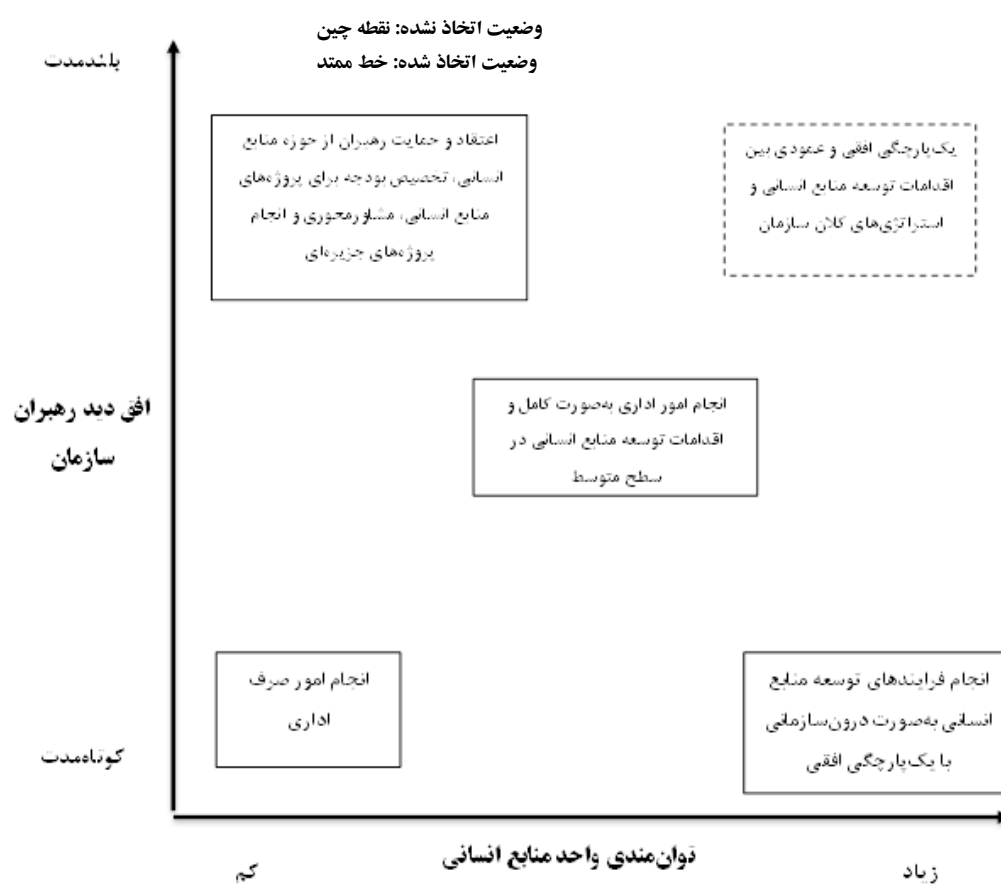 وضعیت اتخاذ نشده: نقطه چین
وضعیت اتخاذ شده: خط ممتد
بلندمدت
یک‌پارچگی افقی و عمودی بین
اقدامات توسعه منابع انسانی و
استراتژی‌های کلان سازمان
اعتقاد و حمایت رهبران از حوزه منابع
انسانی، تخصیص بودجه برای پروژه‌های
منابع انسانی، مشاورمحوری و انجام
پروژه‌های جزیره‌ای
افق دید رهبران
سازمان
انجام امور اداری به‌صورت کامل و
اقدامات توسعه منابع انسانی در
سطح متوسط
انجام فرایندهای توسعه منابع
انسانی به‌صورت درون‌سازمانی
با یک‌پارچگی افقی
انجام امور صرف
اداری
کوتاه‌مدت
زیاد
توان‌مندی واحد منابع انسانی
کم